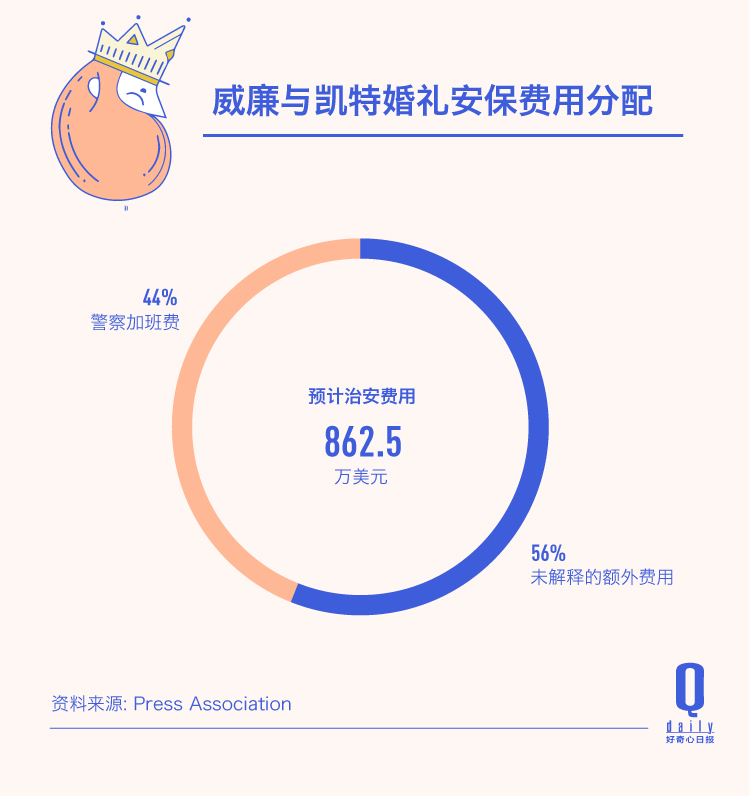 威廉与凯特婚礼安保费用分配
44%
警察加班费
预计治安费用
862.5
万美元
56%
未解释的额外费用
资料来源: Press Association
Q
daily
好奇心日报